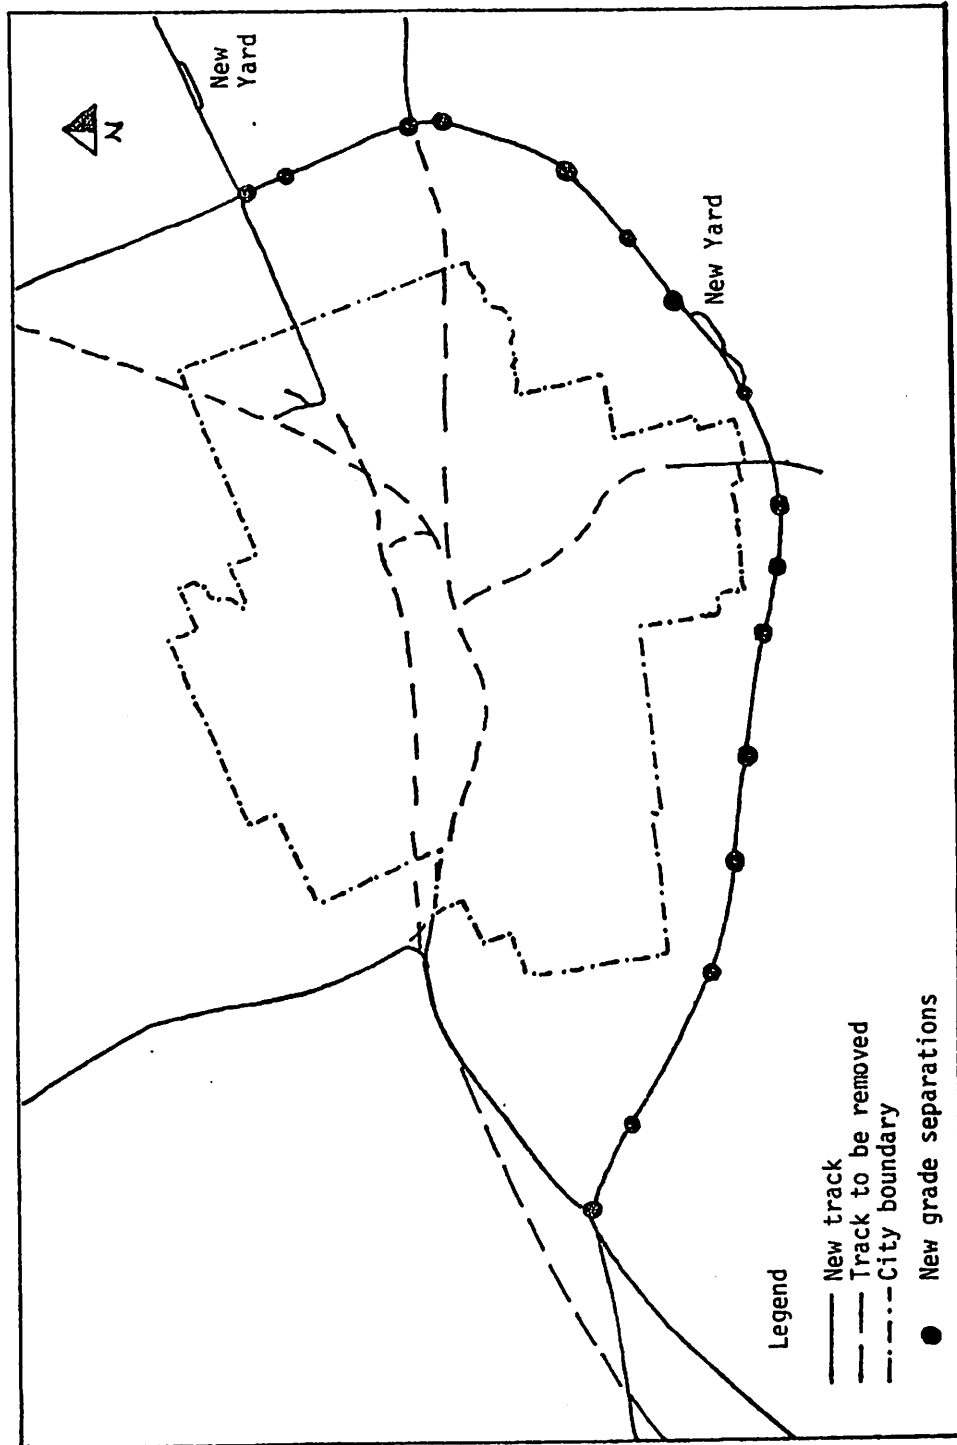 N
New
Yard
New Yard
Legend
New track
Track to be removed
City boundary
New grade separations